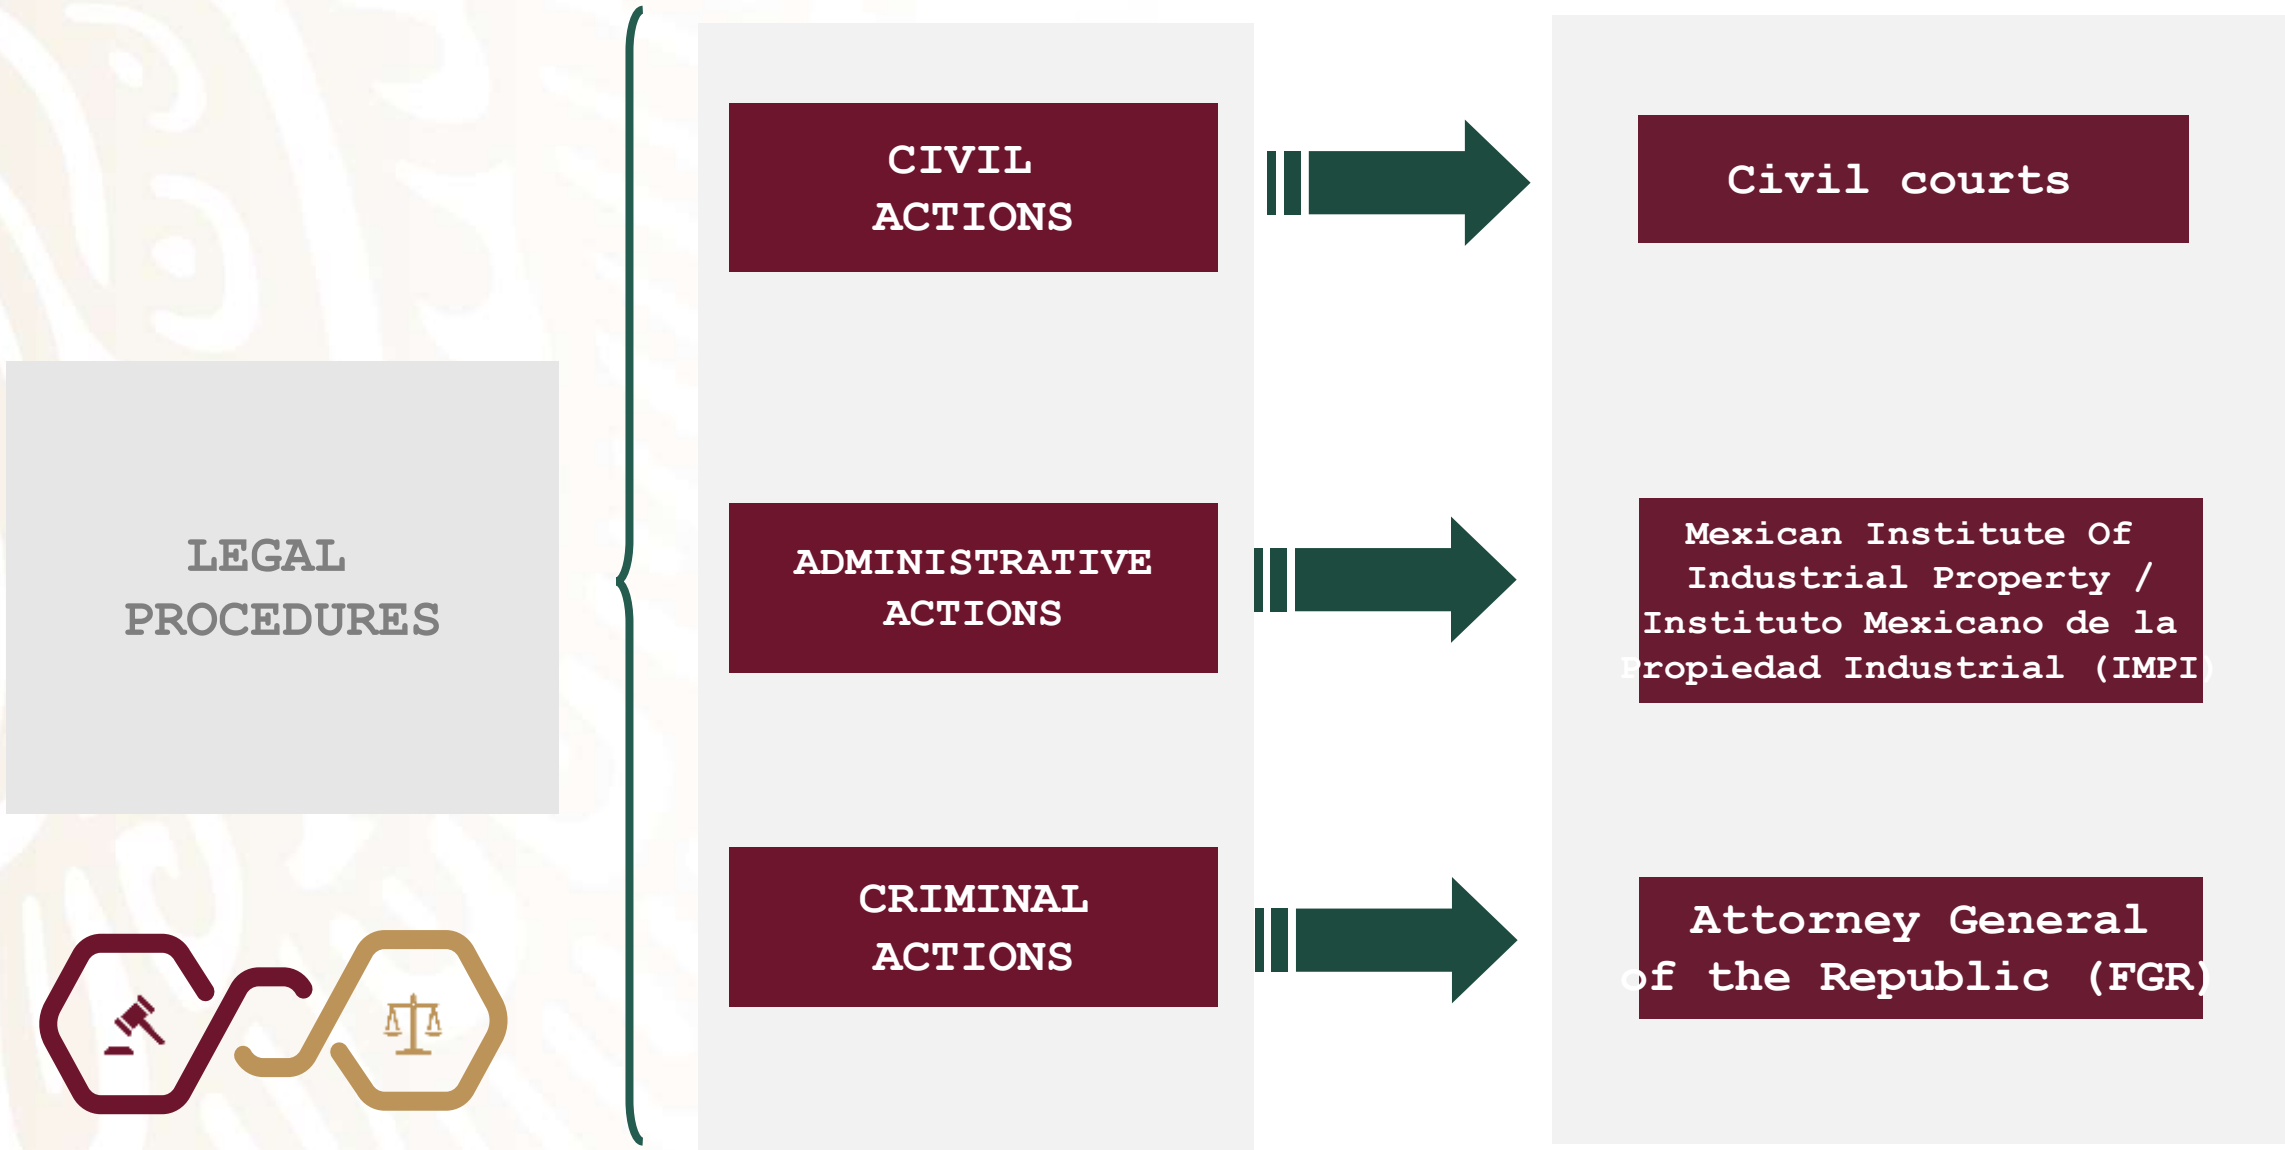 LEGAL
PROCEDURES
CIVIL
ACTIONS
Civil courts
ADMINISTRATIVE
ACTIONS
Mexican Institute Of
Industrial Property /
Instituto Mexicano de la
Propiedad Industrial (IMPI)
CRIMINAL
ACTIONS
Attorney General
of the Republic (FGR)